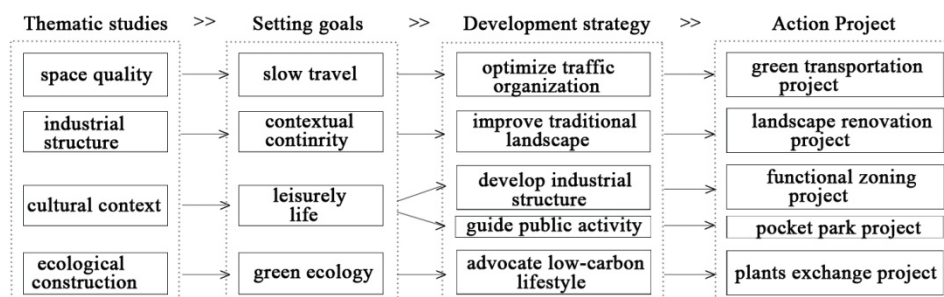 Thematic studies >> Setting goals >> Development strategy >> Action Project
space quality
slow travel
optimize traffic
organization
green transportation
project
industrial
structure
contextual
continrity
improve traditional
landscape
landscape renovation
project
cultural context
leisurely
life
develop industrial
structure
functional zoning
project
guide public activity
pocket park project
ecological
construction
green ecology
advocate low-carbon
lifestyle
plants exchange project